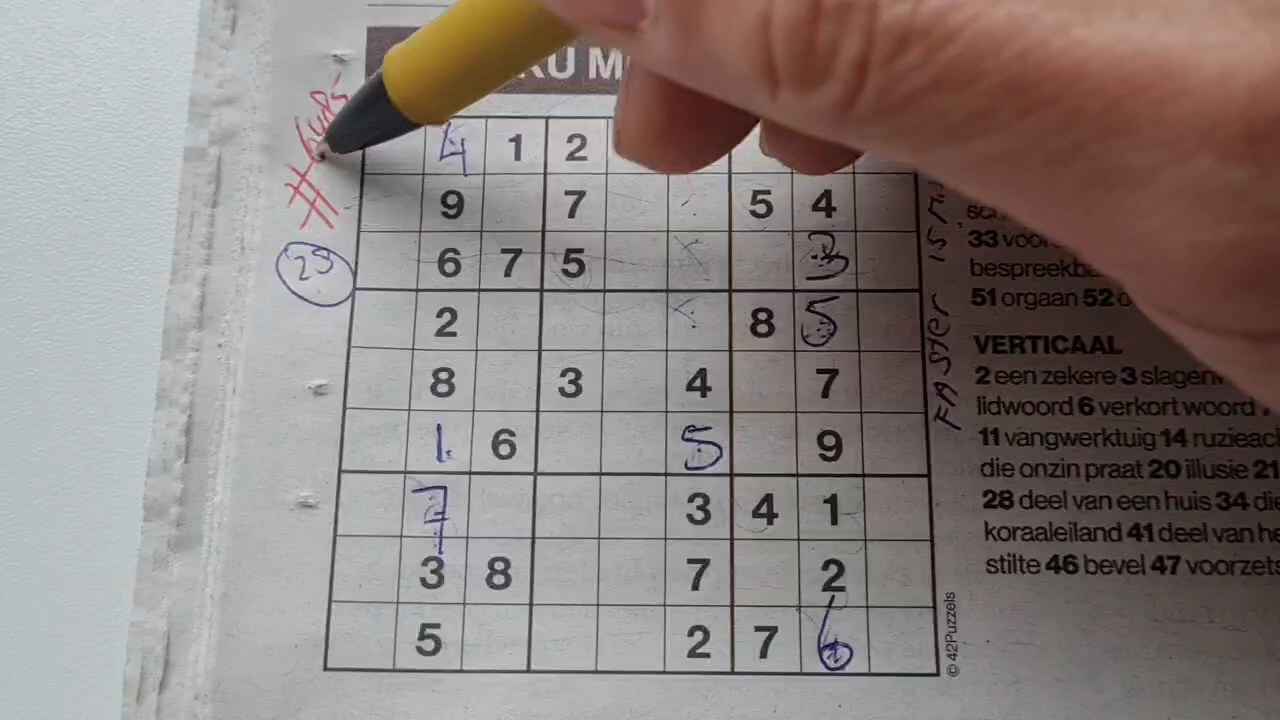 KU M
4 1 2
9 7 5 4
6 7 5 3
2 8 5
8 3 4 7
1 6 5 9
7 3 4 1
3 8 7 2
5 2 7 6
29
FASTER
© 42Puzzels
33
bespreekba
51 orgaan 52 o
VERTICAAL
2 een zekere 3 slagen
lidwoord 6 verkort woord
11 vangwerktuig 14 ruzieac
die onzin praat 20 illusie 21
28 deel van een huis 34 di
koraaleiland 41 deel van he
stilte 46 bevel 47 voorzets